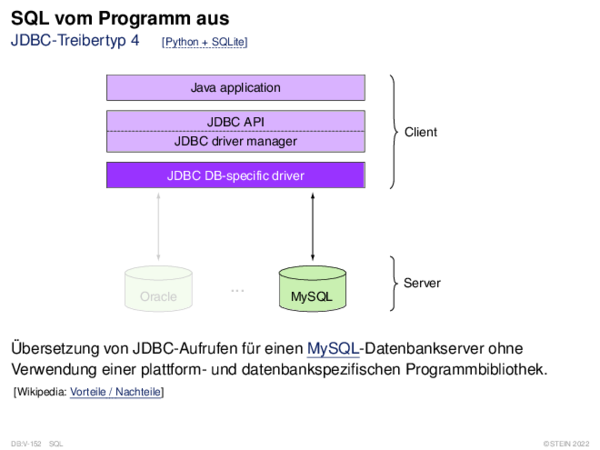 SQL vom Programm aus
JDBC-Treibertyp 4 [Python + SQLite]
Java application
JDBC API
JDBC driver manager
Client
JDBC DB-specific driver
Oracle
...
MySQL
Server
Übersetzung von JDBC-Aufrufen für einen MySQL-Datenbankserver ohne
Verwendung einer plattform- und datenbankspezifischen Programmbibliothek.
[Wikipedia: Vorteile / Nachteile]
DB:V-152 SQL ©STEIN 2022